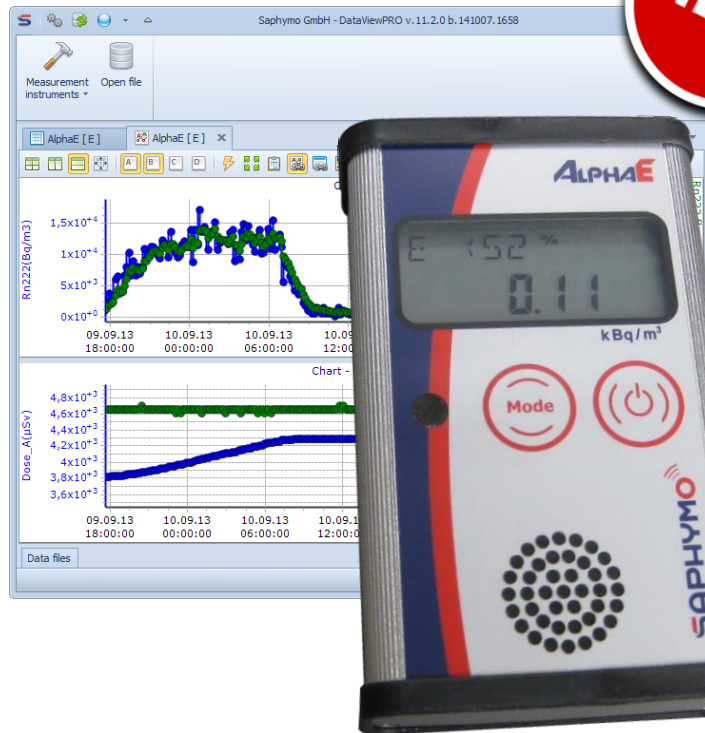 Saphymo GmbH - DataViewPRO v.11.2.0 b.141007.1658
Measurement instruments
Open file
AlphaE [ E ]
AlphaE [ E ]
A B C D
Rn222(Bq/m3)
1,5x10+4
1x10+4
5x10+3
0x10+0
09.09.13 10.09.13 10.09.13 10.09
18:00:00 00:00:00 06:00:00 12:00
Chart -
Dose_A(µSv)
4,8x10+3
4,6x10+3
4,4x10+3
4,2x10+3
4x10+3
3,8x10+3
3,6x10+3
09.09.13 10.09.13 10.09.13 10.09.1
18:00:00 00:00:00 06:00:00 12:00:0
Data files
ALPHAE
E 152 %
0.11
kBq/m³
Mode
SAPHYMO